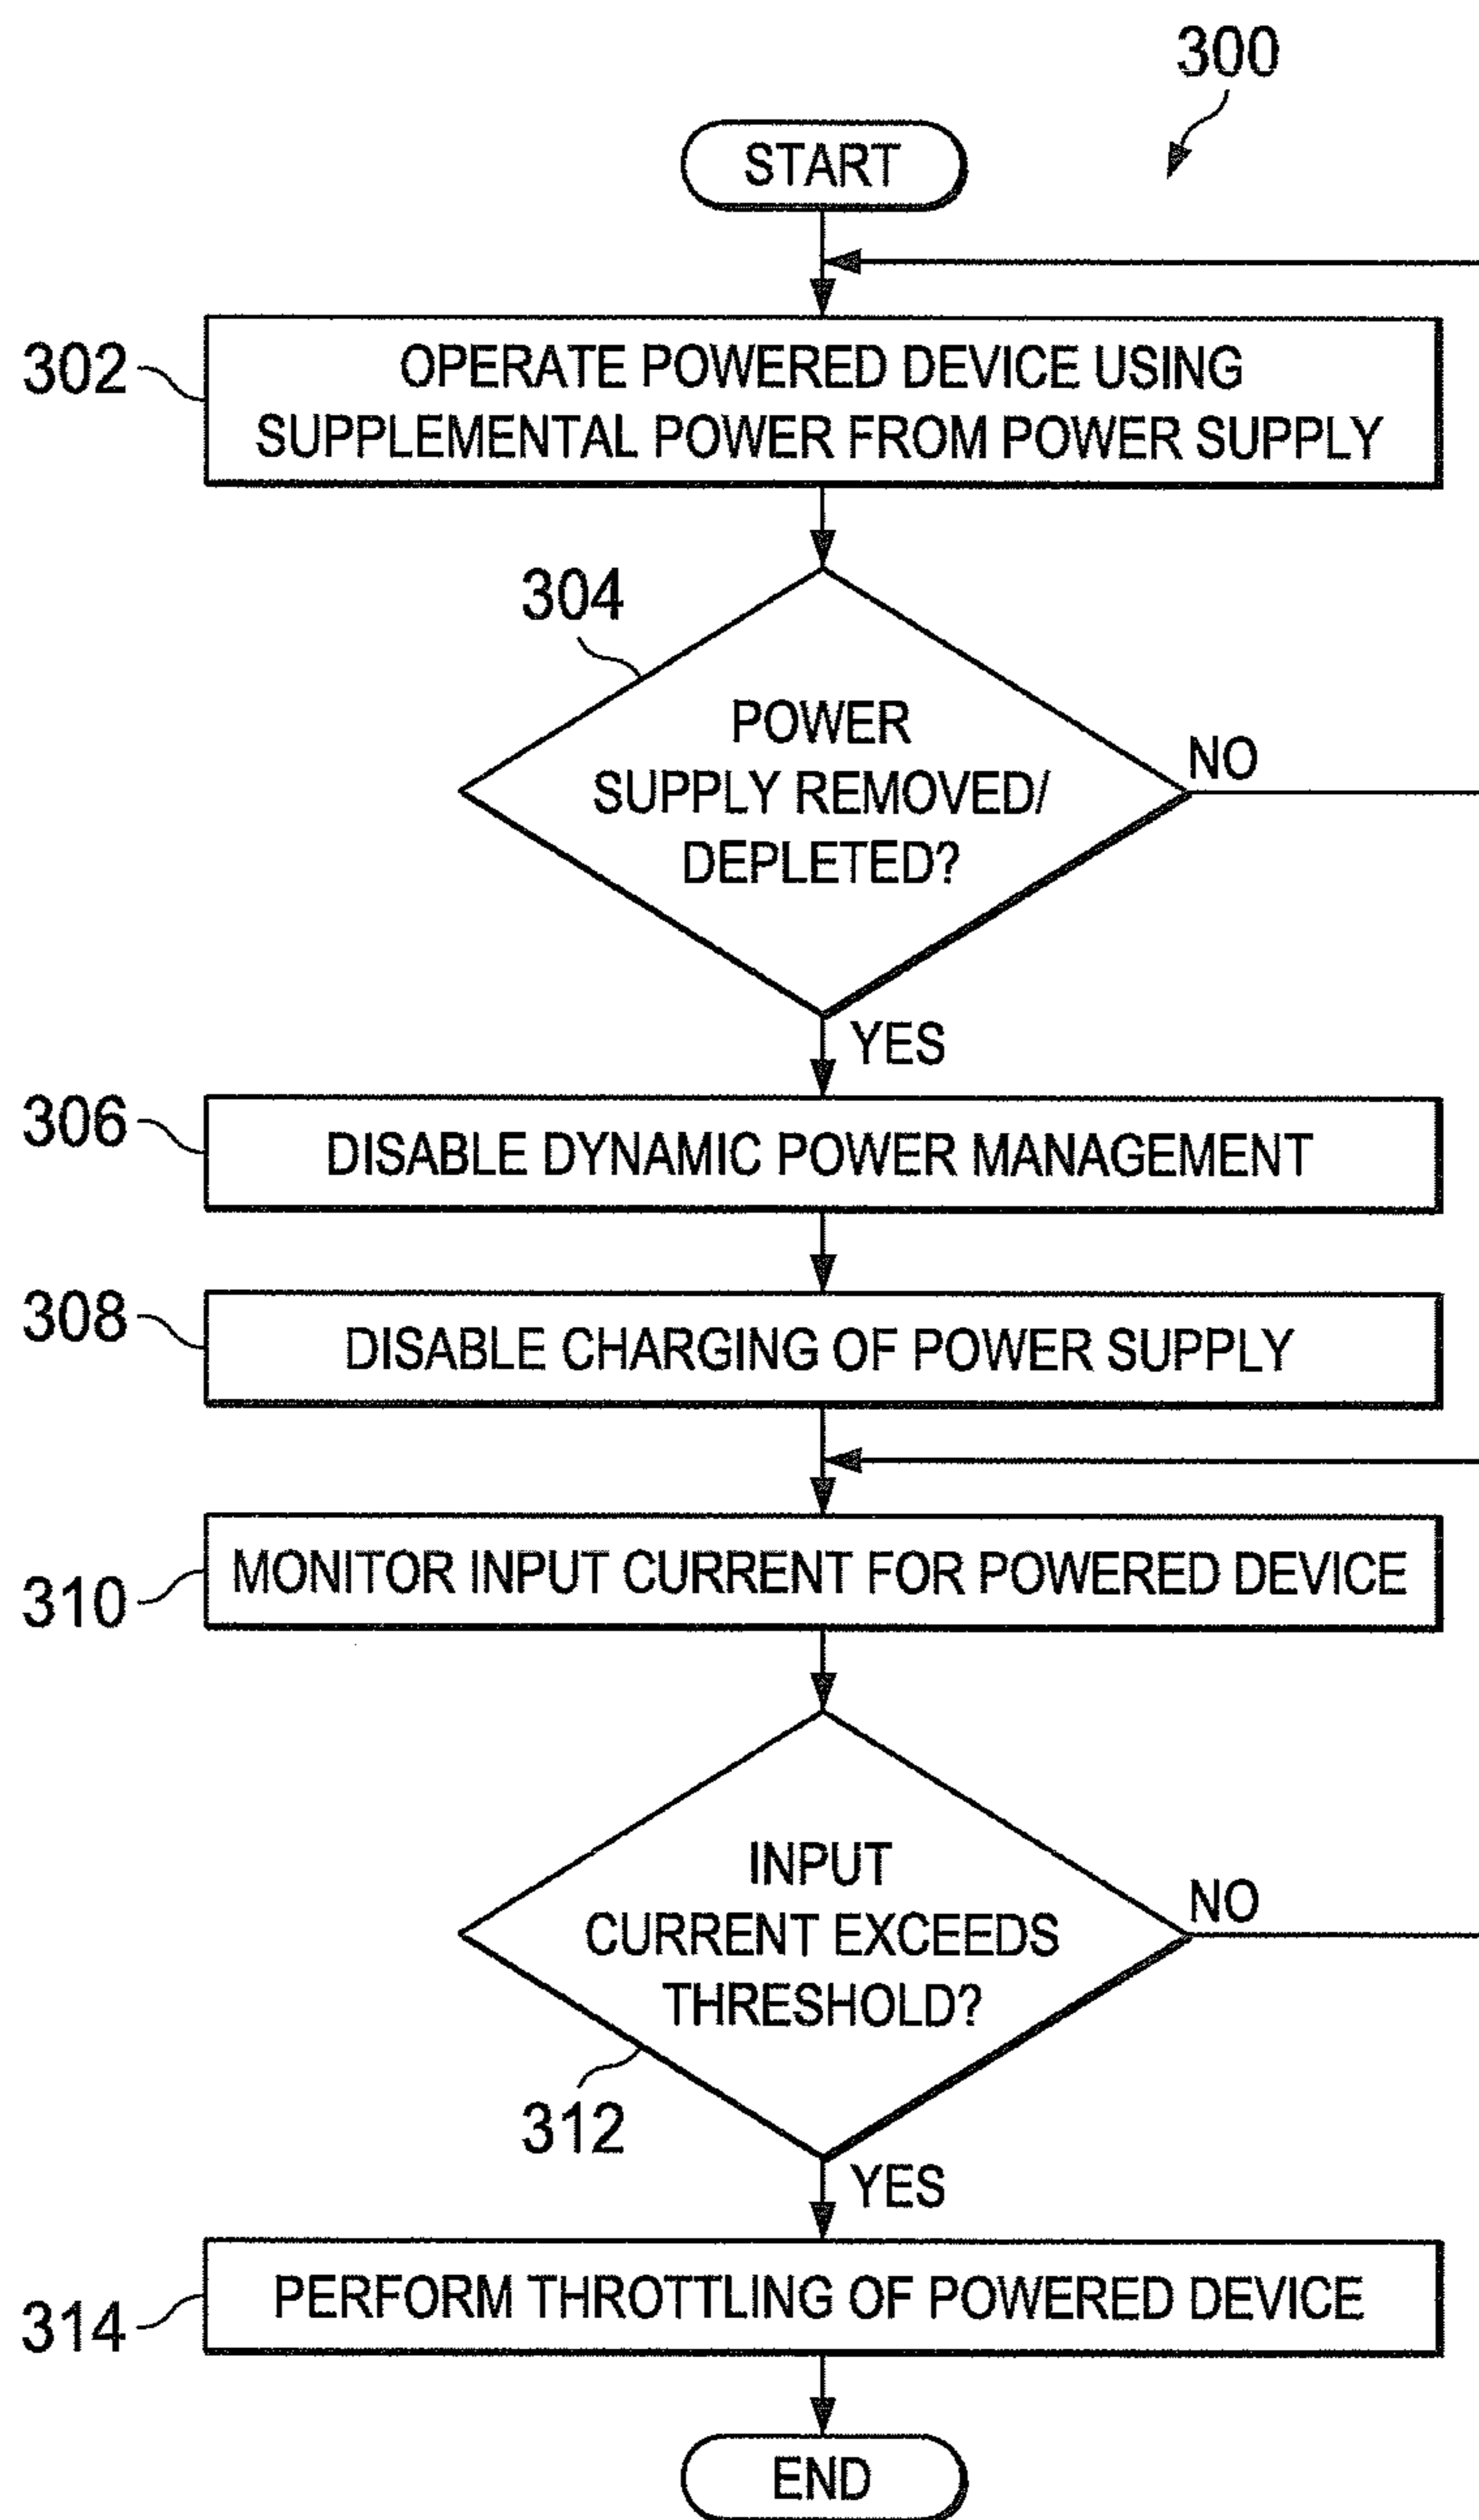 300
START
302
OPERATE POWERED DEVICE USING
SUPPLEMENTAL POWER FROM POWER SUPPLY
304
POWER
SUPPLY REMOVED/
DEPLETED?
NO
YES
306
DISABLE DYNAMIC POWER MANAGEMENT
308
DISABLE CHARGING OF POWER SUPPLY
310
MONITOR INPUT CURRENT FOR POWERED DEVICE
INPUT
CURRENT EXCEEDS
THRESHOLD?
NO
312
YES
314
PERFORM THROTTLING OF POWERED DEVICE
END